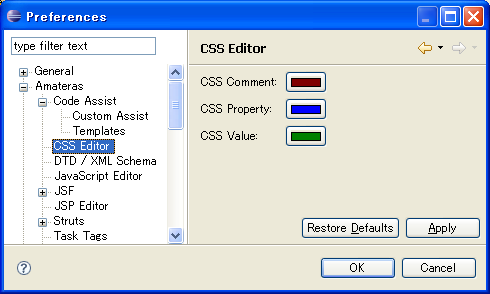 Preferences
type filter text
General
Amateras
Code Assist
Custom Assist
Templates
CSS Editor
DTD / XML Schema
JavaScript Editor
JSF
JSP Editor
Struts
Task Tags
CSS Editor
CSS Comment:
CSS Property:
CSS Value:
Restore Defaults
Apply
?
OK
Cancel